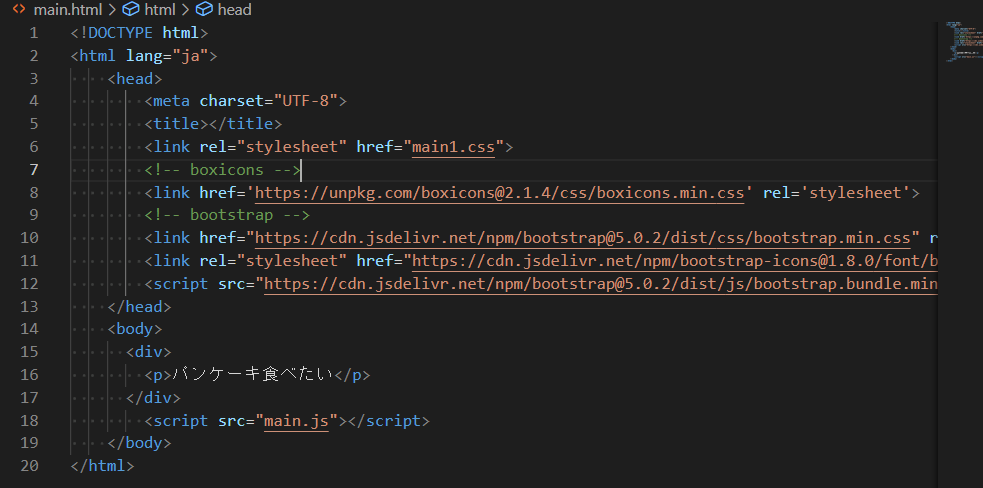 main.html > html > head
1 <!DOCTYPE html>
2 <html lang="ja">
3 <head>
4 <meta charset="UTF-8">
5 <title></title>
6 <link rel="stylesheet" href="main1.css">
7 <!-- boxicons -->
8 <link href='https://unpkg.com/boxicons@2.1.4/css/boxicons.min.css' rel='stylesheet'>
9 <!-- bootstrap -->
10 <link href="https://cdn.jsdelivr.net/npm/bootstrap@5.0.2/dist/css/bootstrap.min.css" r
11 <link rel="stylesheet" href="https://cdn.jsdelivr.net/npm/bootstrap-icons@1.8.0/font/b
12 <script src="https://cdn.jsdelivr.net/npm/bootstrap@5.0.2/dist/js/bootstrap.bundle.min
13 </head>
14 <body>
15 <div>
16 <p>パンケーキ食べたい</p>
17 </div>
18 <script src="main.js"></script>
19 </body>
20 </html>